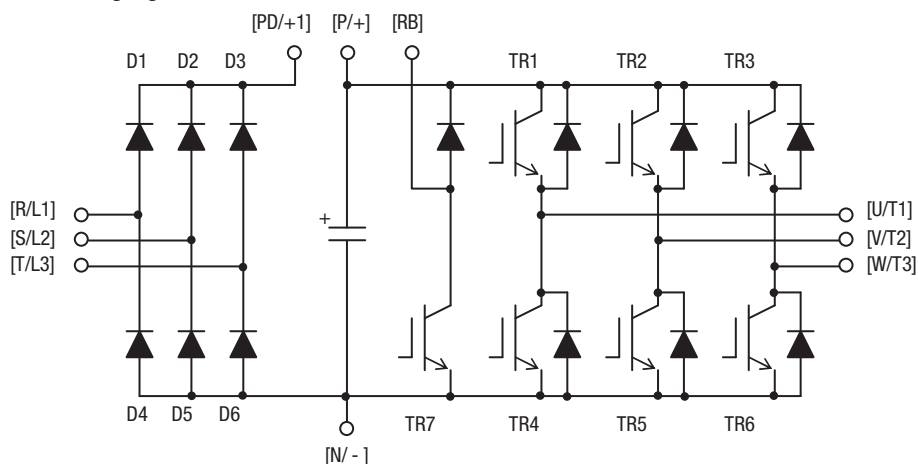 [PD/+1] [P/+] [RB]
D1 D2 D3 TR1 TR2 TR3
[R/L1] [U/T1]
[S/L2] + [V/T2]
[T/L3] [W/T3]
D4 D5 D6 TR7 TR4 TR5 TR6
[N/ - ]